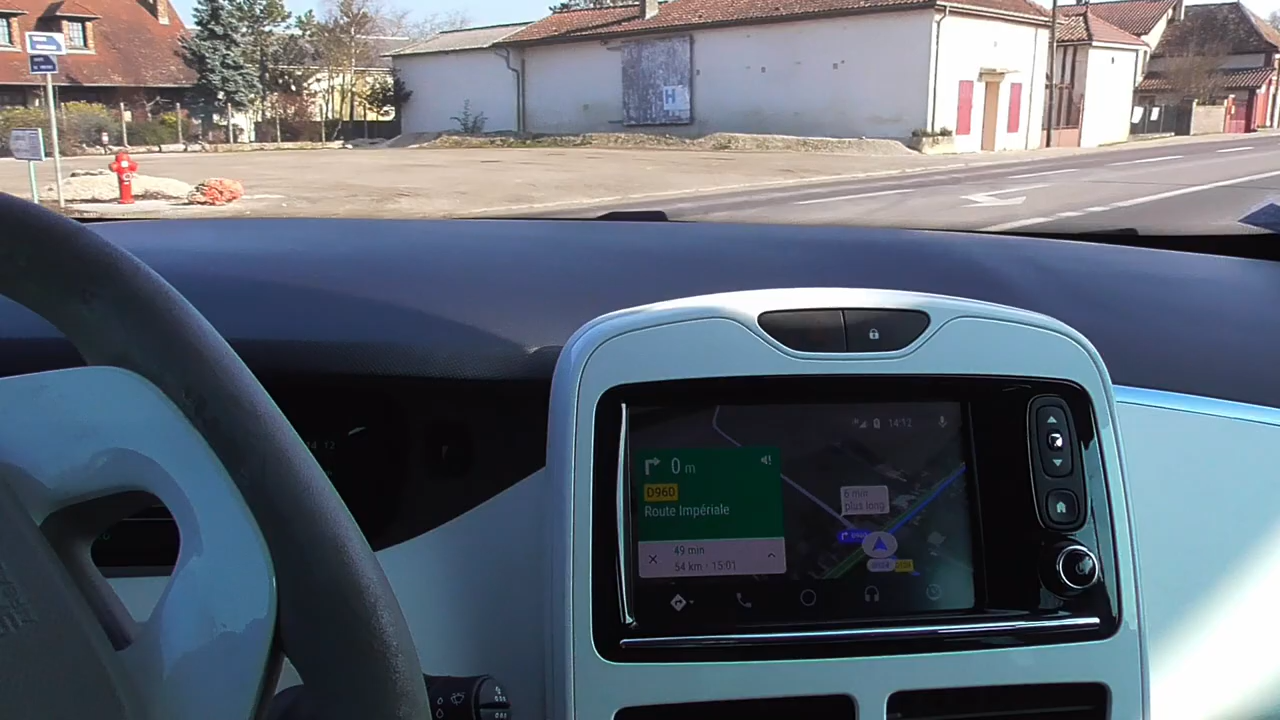 H
14:12
0 m
D960
Route Impériale
6 min
plus long
49 min
54 km · 15:01